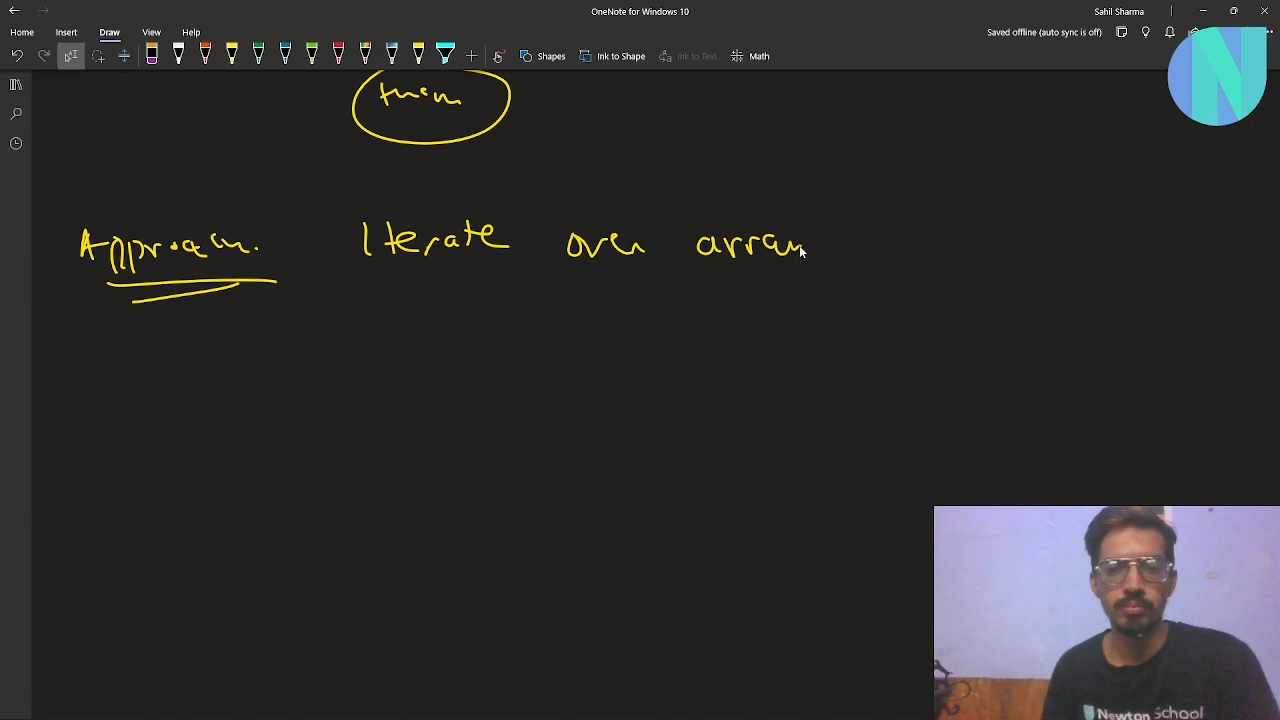 OneNote for Windows 10
Sahil Sharma
Home Insert Draw View Help
Saved offline (auto sync is off)
Shapes Ink to Shape Ink to Text Math
them
Approach. Iterate over array
Newton School